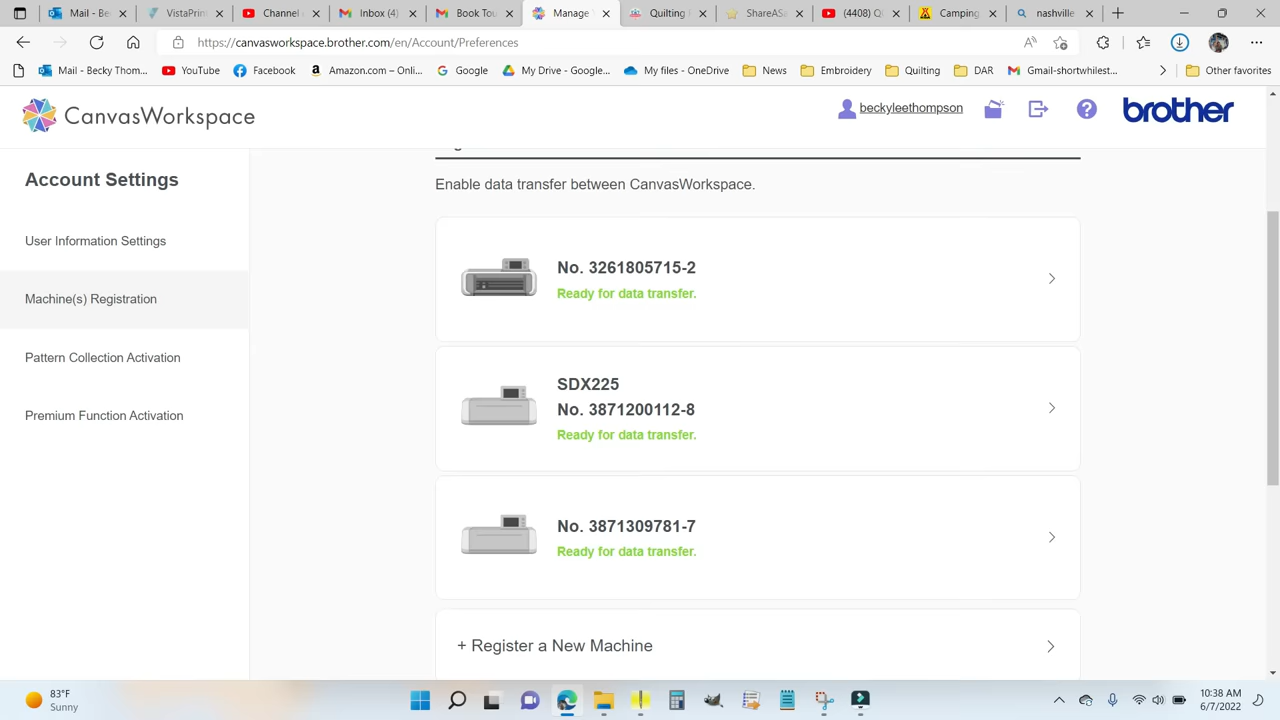 Mail - Be
VistaPrin
Channel
Inbox (4)
Book Tou
Manage
Quilting
ShareASa
(4408) Q
Camping
nashville
https://canvasworkspace.brother.com/en/Account/Preferences
Mail - Becky Thom...
YouTube
Facebook
Amazon.com – Onli...
Google
My Drive - Google...
My files - OneDrive
News
Embroidery
Quilting
DAR
Gmail-shortwhilest...
Other favorites
CanvasWorkspace
beckyleethompson
brother
Account Settings
User Information Settings
Machine(s) Registration
Pattern Collection Activation
Premium Function Activation
Enable data transfer between CanvasWorkspace.
No. 3261805715-2
Ready for data transfer.
SDX225
No. 3871200112-8
Ready for data transfer.
No. 3871309781-7
Ready for data transfer.
+ Register a New Machine
83°F
Sunny
10:38 AM
6/7/2022